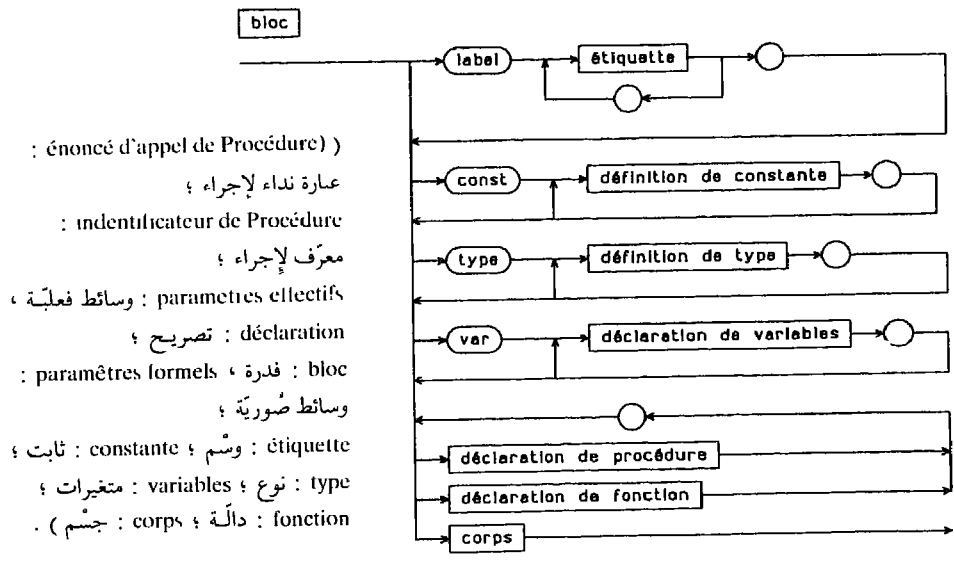 bloc
label
étiquette
const
définition de constante
type
définition de type
var
déclaration de variables
déclaration de procédure
déclaration de fonction
corps
( énoncé d'appel de Procédure) :
عبارة نداء لإجراء ؛
indentificateur de Procédure :
معرّف لإجراء ؛
parametres effectifs : وسائط فعليّة ،
déclaration : تصريح ؛
bloc : فدرة ، paramêtres formels :
وسائط صُوريّة ؛
étiquette : وسْم ؛ constante : ثابت ؛
type : نوع ؛ variables : متغيرات ؛
fonction : دالّة ؛ corps : جسْم ) .